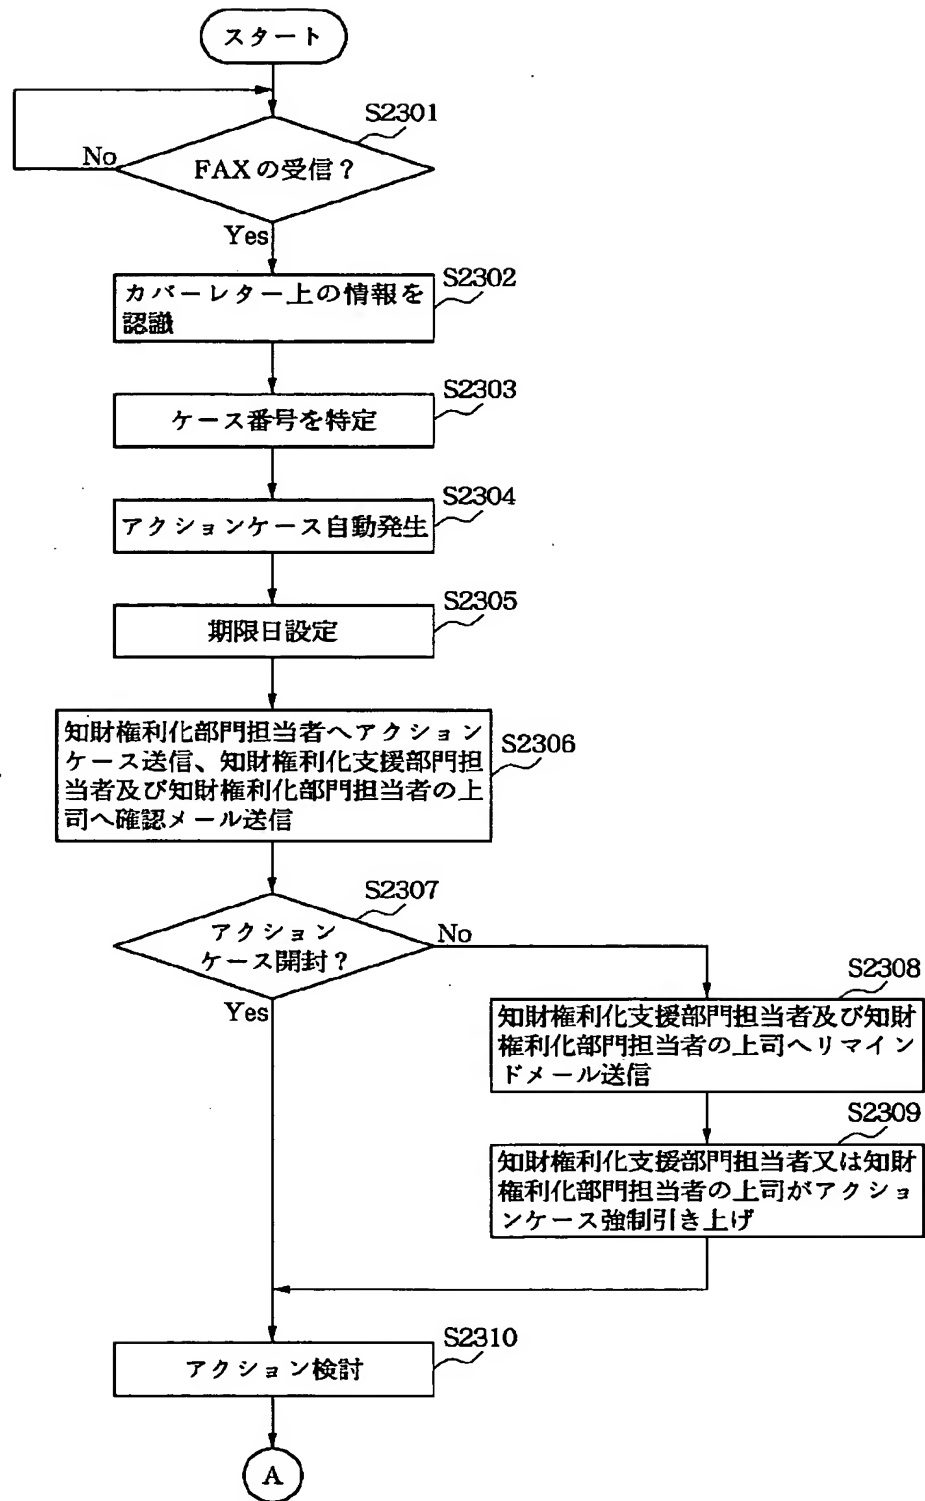 スタート
S2301
No
FAXの受信？
Yes
S2302
カバーレター上の情報を
認識
S2303
ケース番号を特定
S2304
アクションケース自動発生
S2305
期限日設定
S2306
知財権利化部門担当者へアクション
ケース送信、知財権利化支援部門担
当者及び知財権利化部門担当者の上
司へ確認メール送信
S2307
アクション
ケース開封？
No
Yes
S2308
知財権利化支援部門担当者及び知財
権利化部門担当者の上司へリマイン
ドメール送信
S2309
知財権利化支援部門担当者又は知財
権利化部門担当者の上司がアクショ
ンケース強制引き上げ
S2310
アクション検討
A